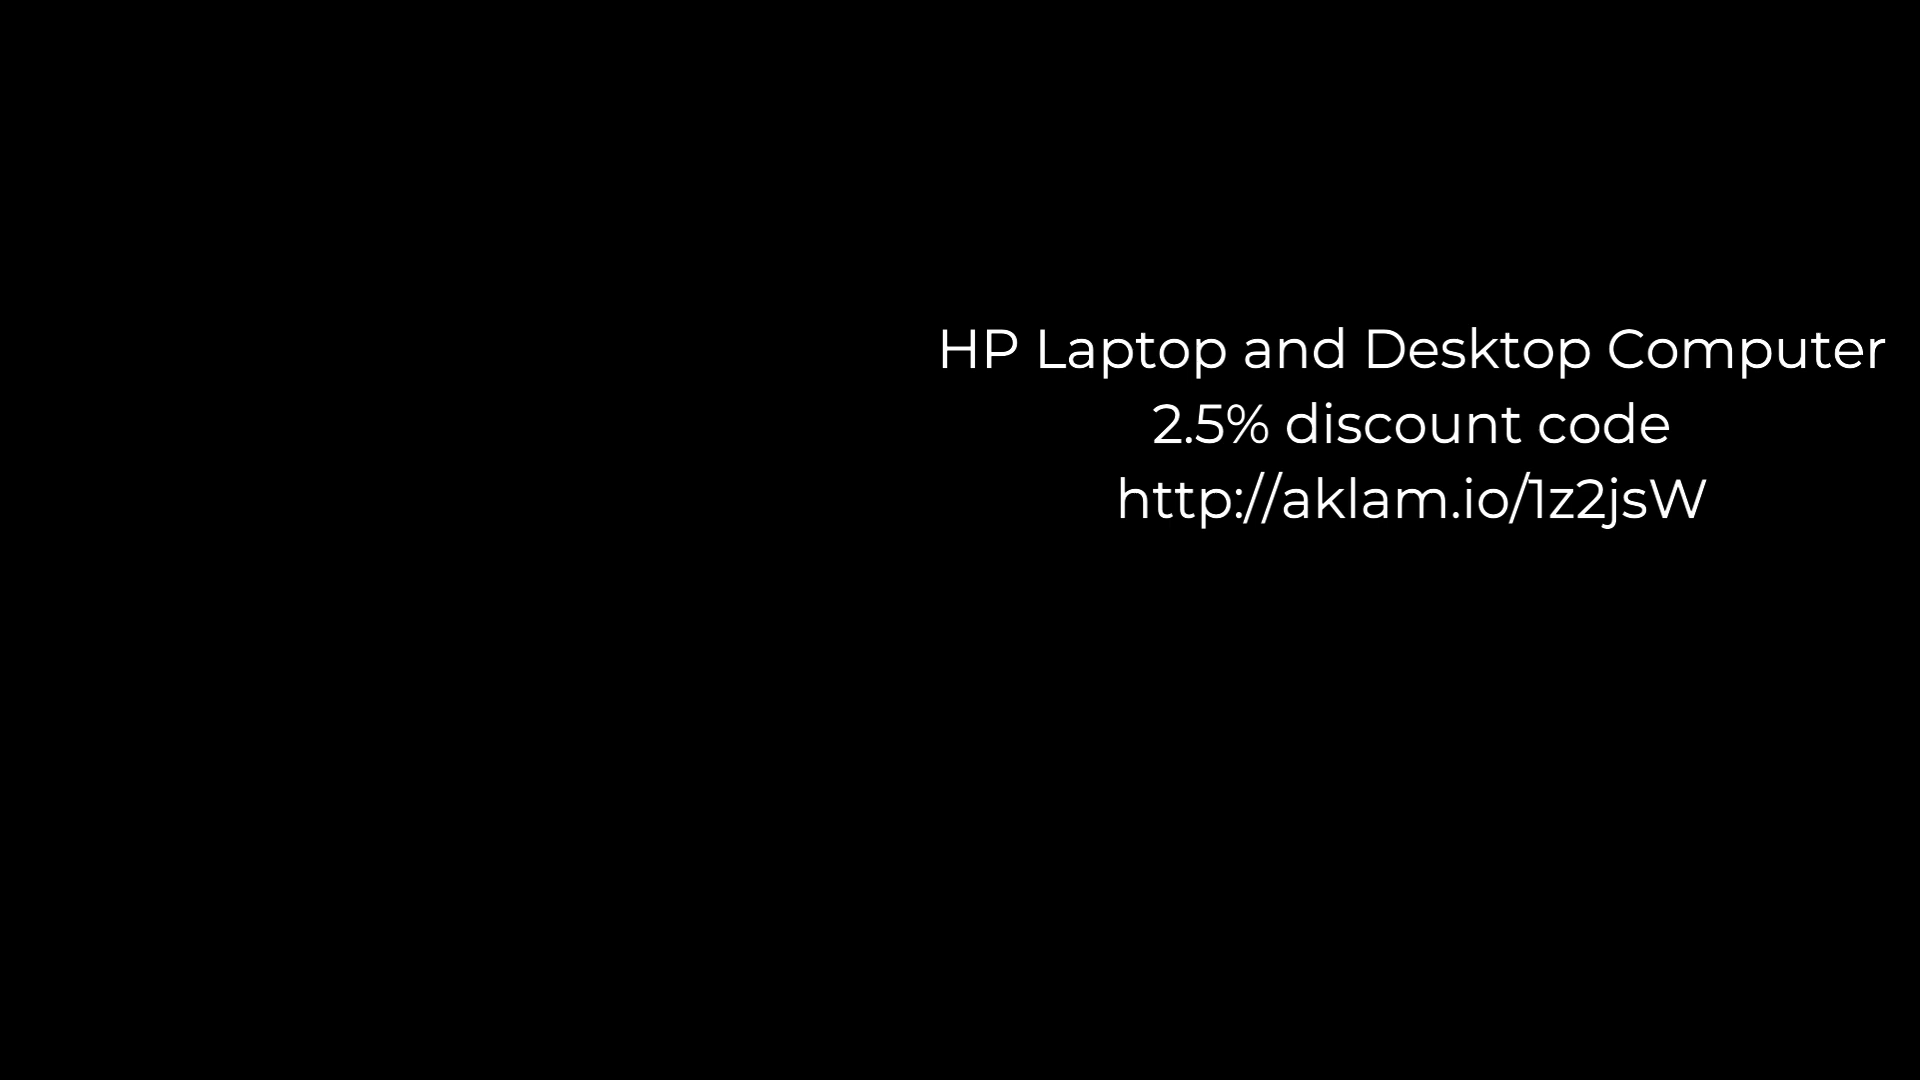 HP Laptop and Desktop Computer
2.5% discount code
http://aklam.io/1z2jsW